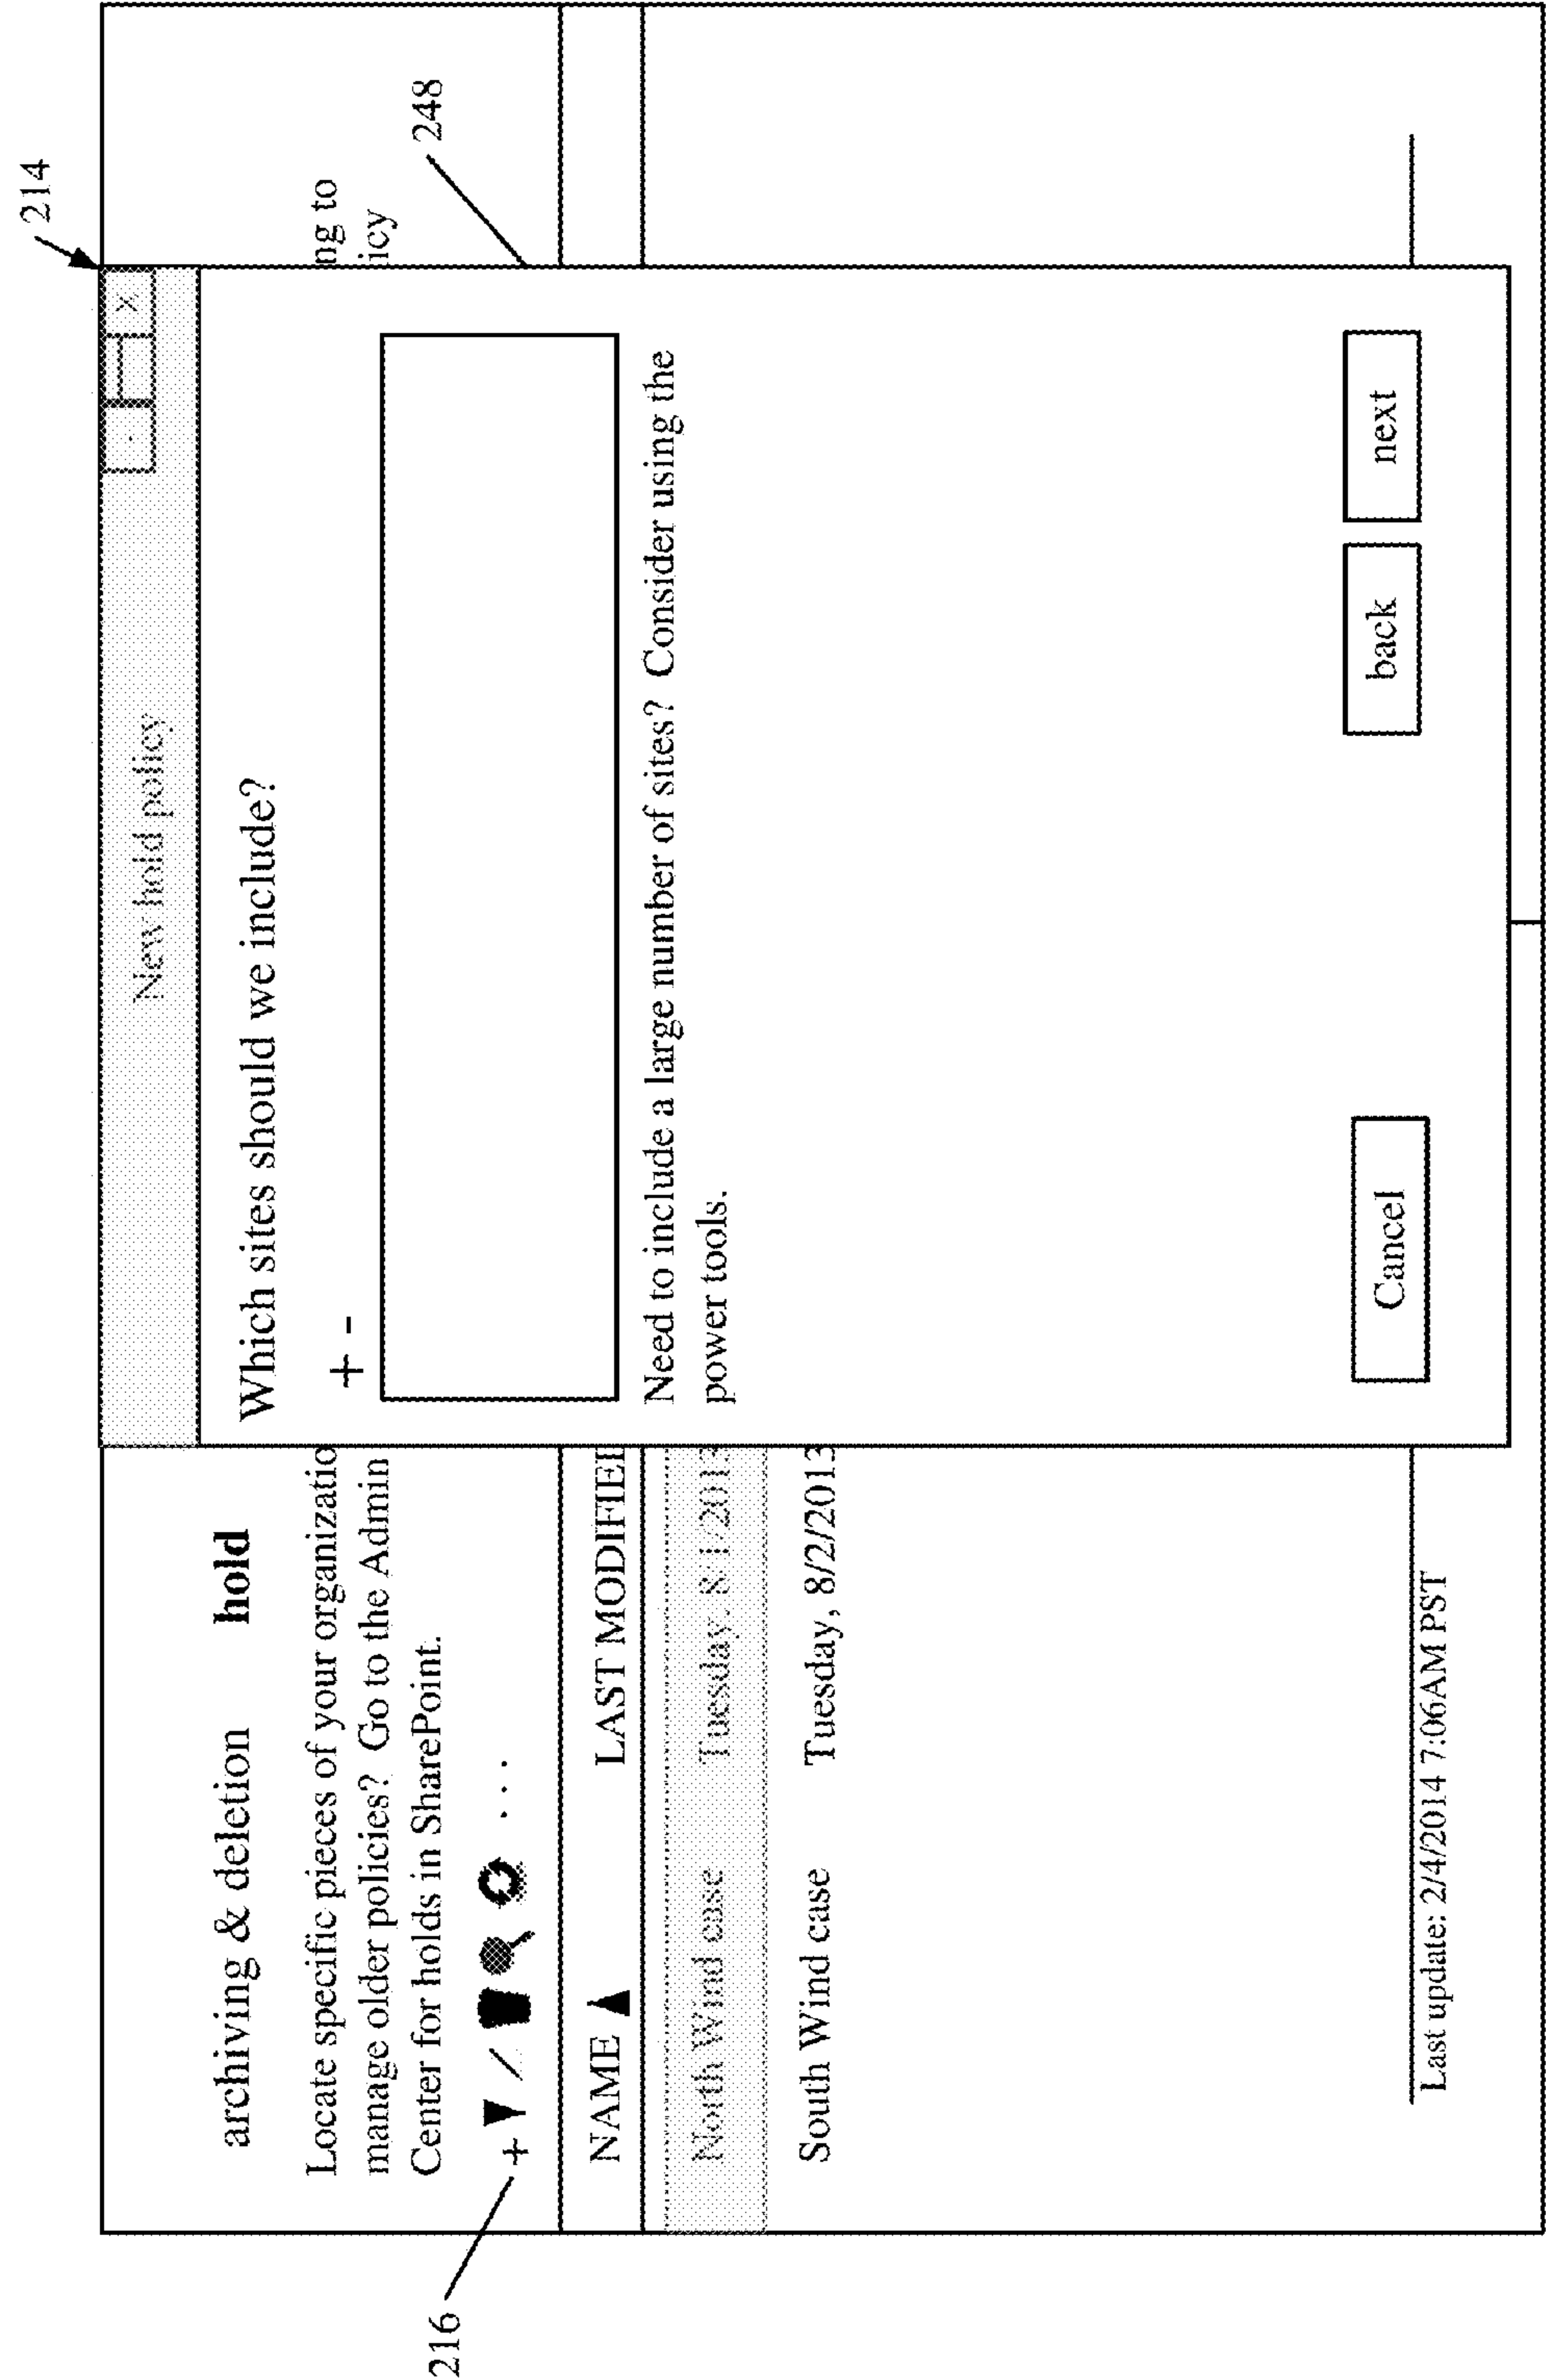 214
archiving & deletion hold
Locate specific pieces of your organizatio
manage older policies? Go to the Admin
Center for holds in SharePoint.
ng to
icy
216
+ / ...
NAME LAST MODIFIE
North Wind case Tuesday, 8/1/2013
South Wind case Tuesday, 8/2/2013
Last update: 2/4/2014 7:06AM PST
New hold policy
- X
248
Which sites should we include?
+ -
Need to include a large number of sites? Consider using the
power tools.
Cancel
back
next